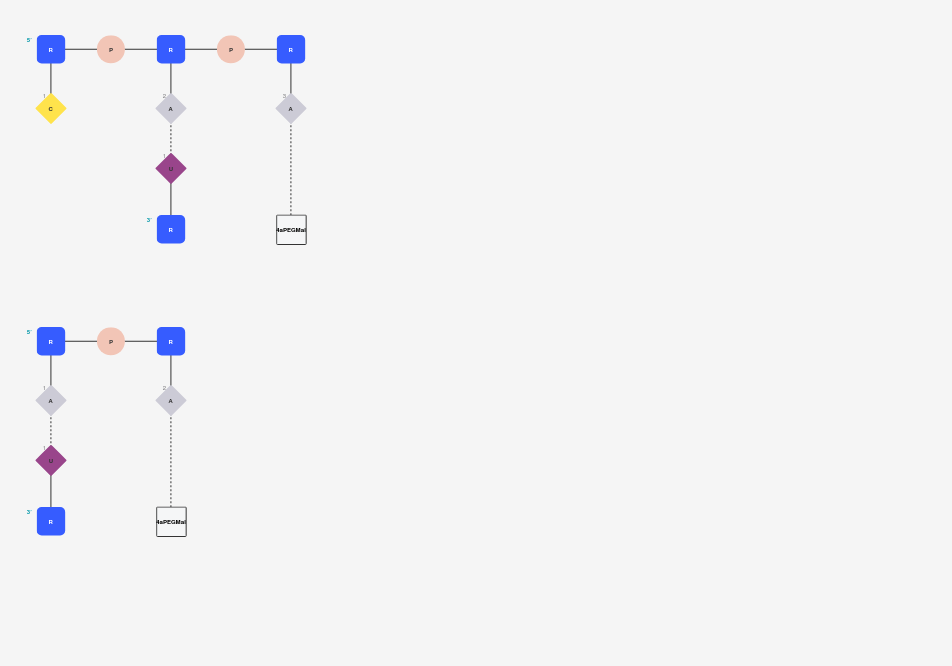 5' R P R P R
1 C 2 A 3 A
1 U
3' R 4aPEGMal
5' R P R
1 A 2 A
1 U
3' R 4aPEGMal